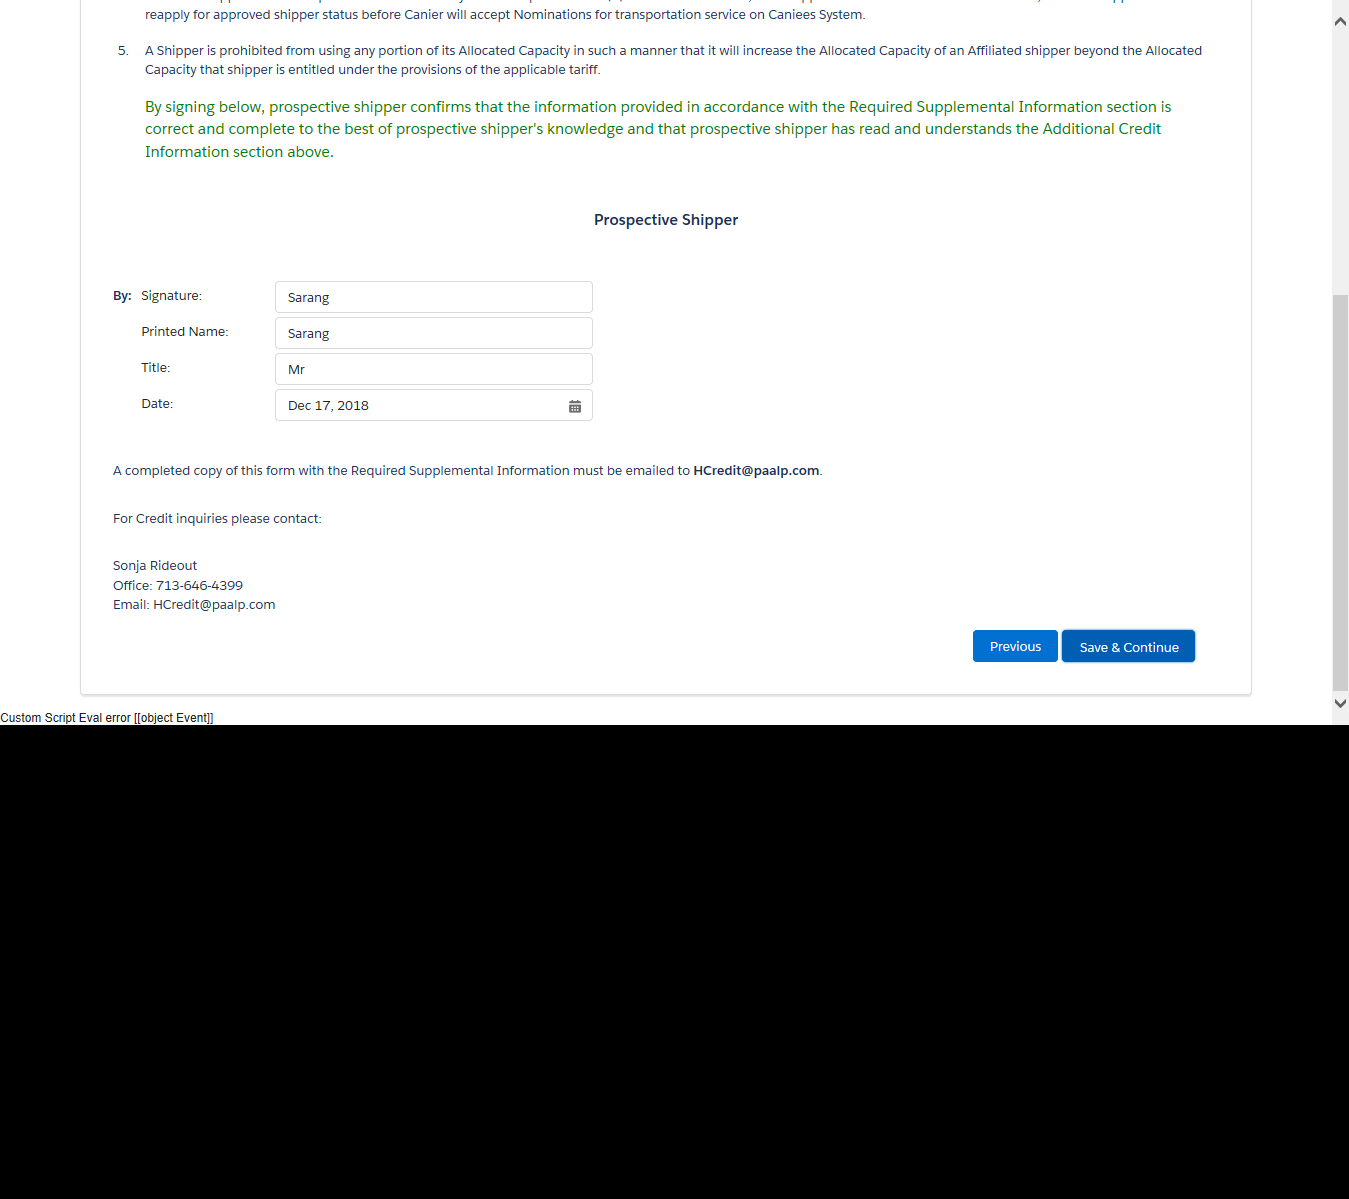 reapply for approved shipper status before Canier will accept Nominations for transportation service on Caniees System.
5. A Shipper is prohibited from using any portion of its Allocated Capacity in such a manner that it will increase the Allocated Capacity of an Affiliated shipper beyond the Allocated
Capacity that shipper is entitled under the provisions of the applicable tariff.
By signing below, prospective shipper confirms that the information provided in accordance with the Required Supplemental Information section is
correct and complete to the best of prospective shipper's knowledge and that prospective shipper has read and understands the Additional Credit
Information section above.
Prospective Shipper
By: Signature: Sarang
Printed Name: Sarang
Title: Mr
Date: Dec 17, 2018
A completed copy of this form with the Required Supplemental Information must be emailed to HCredit@paalp.com.
For Credit inquiries please contact:
Sonja Rideout
Office: 713-646-4399
Email: HCredit@paalp.com
Previous Save & Continue
Custom Script Eval error [[object Event]]